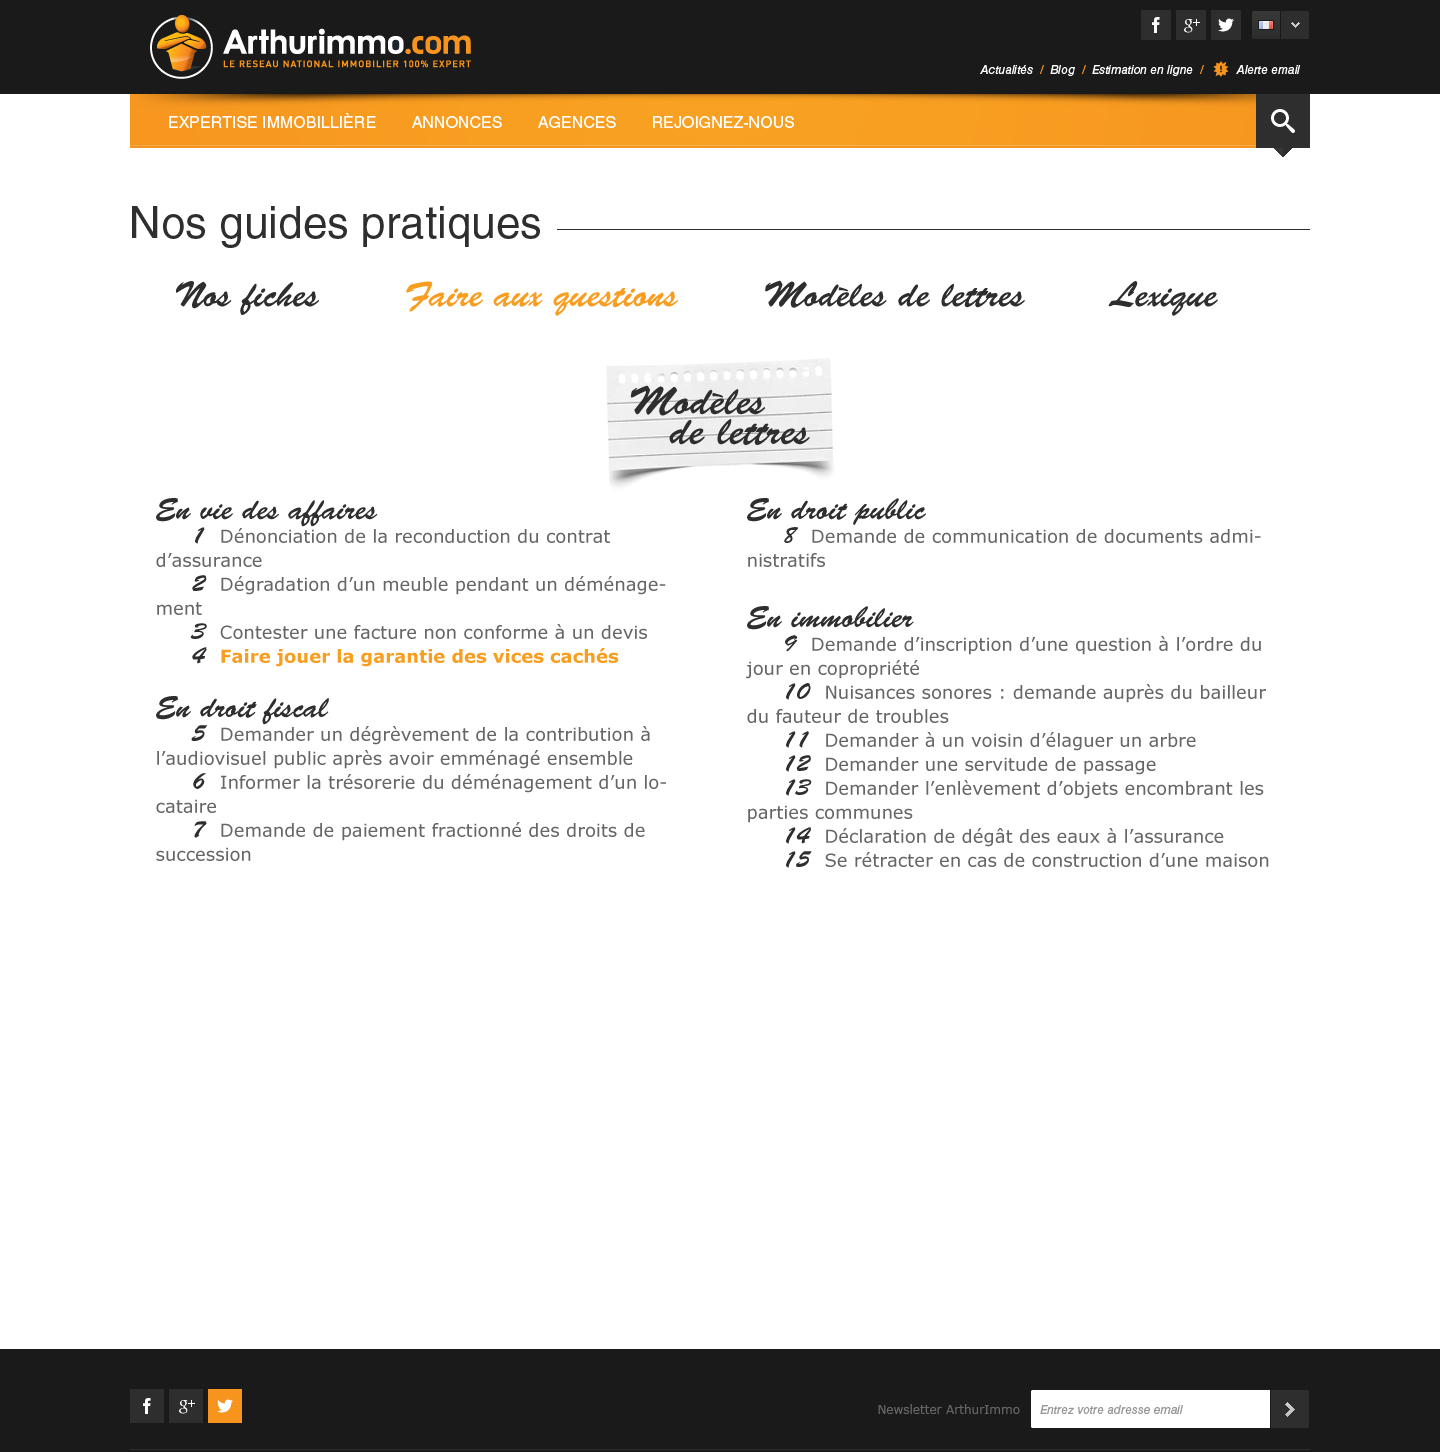 Arthurimmo.com
LE RESEAU NATIONAL IMMOBILIER 100% EXPERT
Actualités / Blog / Estimation en ligne / Alerte email
EXPERTISE IMMOBILLIÈRE ANNONCES AGENCES REJOIGNEZ-NOUS
Nos guides pratiques
Nos fiches Faire aux questions Modèles de lettres Lexique
Modèles
de lettres
En vie des affaires
1 Dénonciation de la reconduction du contrat
d’assurance
2 Dégradation d’un meuble pendant un déménage-
ment
3 Contester une facture non conforme à un devis
4 Faire jouer la garantie des vices cachés
En droit fiscal
5 Demander un dégrèvement de la contribution à
l’audiovisuel public après avoir emménagé ensemble
6 Informer la trésorerie du déménagement d’un lo-
cataire
7 Demande de paiement fractionné des droits de
succession
En droit public
8 Demande de communication de documents admi-
nistratifs
En immobilier
9 Demande d’inscription d’une question à l’ordre du
jour en copropriété
10 Nuisances sonores : demande auprès du bailleur
du fauteur de troubles
11 Demander à un voisin d’élaguer un arbre
12 Demander une servitude de passage
13 Demander l’enlèvement d’objets encombrant les
parties communes
14 Déclaration de dégât des eaux à l’assurance
15 Se rétracter en cas de construction d’une maison
Newsletter ArthurImmo Entrez votre adresse email